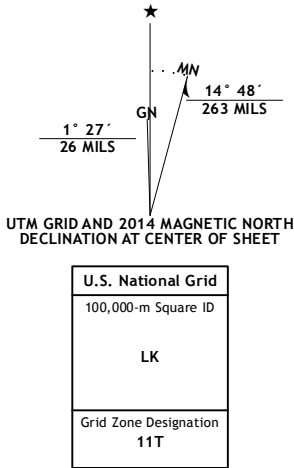 MN
14° 48´
263 MILS
GN
1° 27´
26 MILS
UTM GRID AND 2014 MAGNETIC NORTH
DECLINATION AT CENTER OF SHEET
U.S. National Grid
100,000-m Square ID
LK
Grid Zone Designation
11T